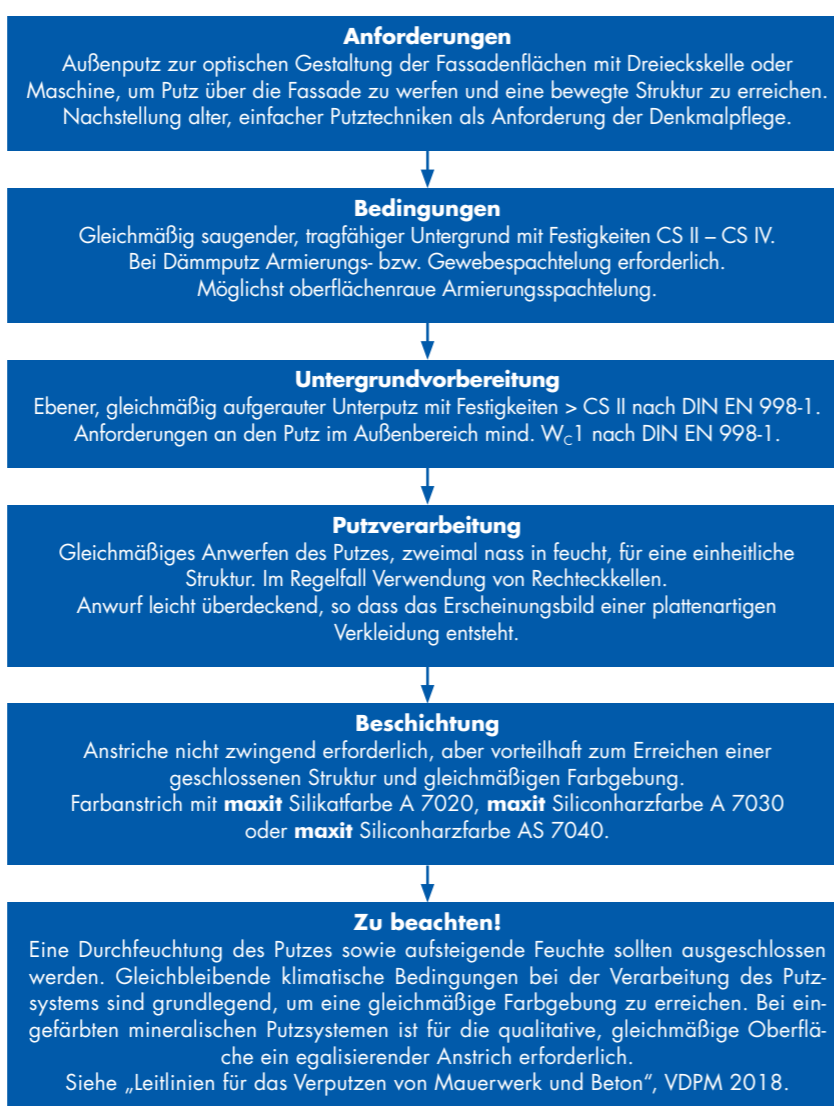 Anforderungen
Außenputz zur optischen Gestaltung der Fassadenflächen mit Dreieckskelle oder
Maschine, um Putz über die Fassade zu werfen und eine bewegte Struktur zu erreichen.
Nachstellung alter, einfacher Putztechniken als Anforderung der Denkmalpflege.
Bedingungen
Gleichmäßig saugender, tragfähiger Untergrund mit Festigkeiten CS II – CS IV.
Bei Dämmputz Armierungs- bzw. Gewebespachtelung erforderlich.
Möglichst oberflächenraue Armierungsspachtelung.
Untergrundvorbereitung
Ebener, gleichmäßig aufgerauter Unterputz mit Festigkeiten > CS II nach DIN EN 998-1.
Anforderungen an den Putz im Außenbereich mind. W_C1 nach DIN EN 998-1.
Putzverarbeitung
Gleichmäßiges Anwerfen des Putzes, zweimal nass in feucht, für eine einheitliche
Struktur. Im Regelfall Verwendung von Rechteckkellen.
Anwurf leicht überdeckend, so dass das Erscheinungsbild einer plattenartigen
Verkleidung entsteht.
Beschichtung
Anstriche nicht zwingend erforderlich, aber vorteilhaft zum Erreichen einer
geschlossenen Struktur und gleichmäßigen Farbgebung.
Farbanstrich mit maxit Silikatfarbe A 7020, maxit Siliconharzfarbe A 7030
oder maxit Siliconharzfarbe AS 7040.
Zu beachten!
Eine Durchfeuchtung des Putzes sowie aufsteigende Feuchte sollten ausgeschlossen
werden. Gleichbleibende klimatische Bedingungen bei der Verarbeitung des Putz-
systems sind grundlegend, um eine gleichmäßige Farbgebung zu erreichen. Bei ein-
gefärbten mineralischen Putzsystemen ist für die qualitative, gleichmäßige Oberflä-
che ein egalisierender Anstrich erforderlich.
Siehe „Leitlinien für das Verputzen von Mauerwerk und Beton“, VDPM 2018.